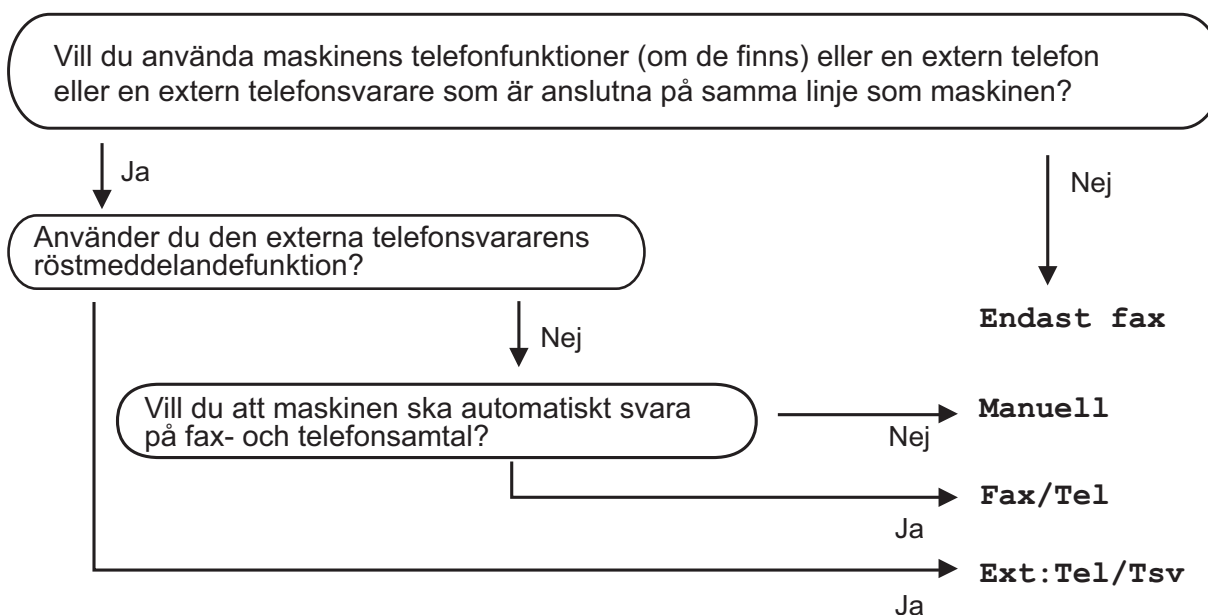 Vill du använda maskinens telefonfunktioner (om de finns) eller en extern telefon
eller en extern telefonsvarare som är anslutna på samma linje som maskinen?
Ja
Nej
Använder du den externa telefonsvararens
röstmeddelandefunktion?
Endast fax
Nej
Vill du att maskinen ska automatiskt svara
på fax- och telefonsamtal?
Manuell
Nej
Fax/Tel
Ja
Ext:Tel/Tsv
Ja